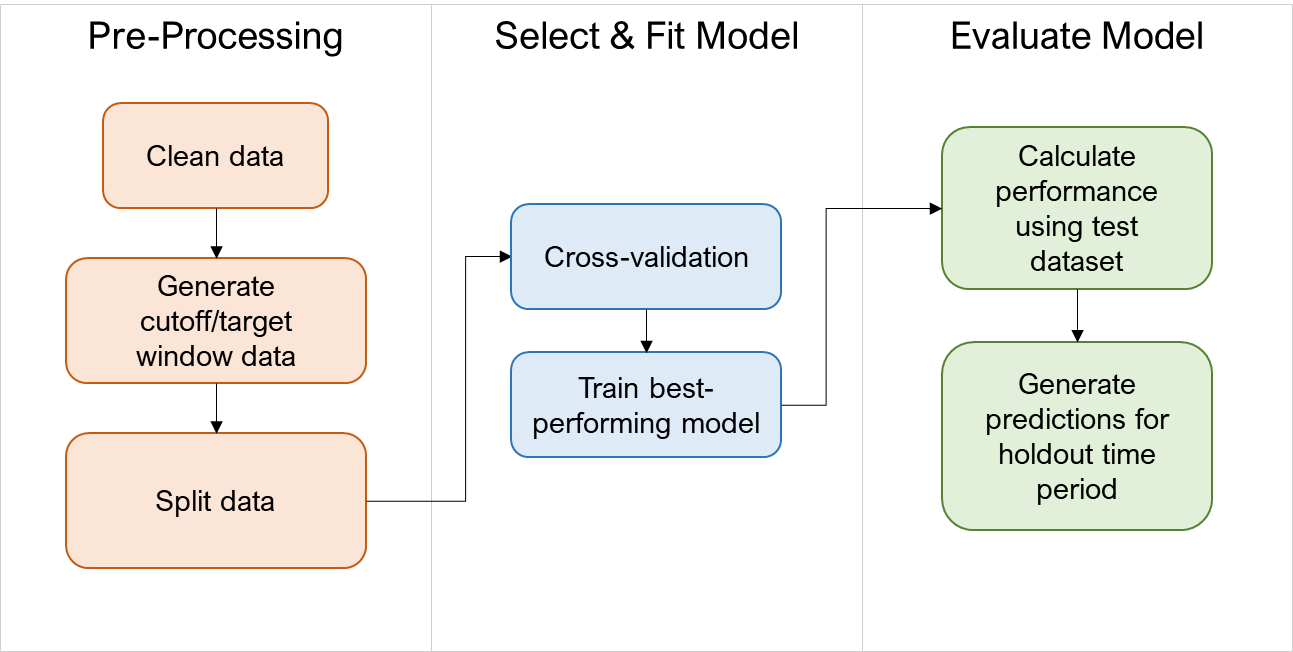 Pre-Processing
Select & Fit Model
Evaluate Model
Clean data
Generate
cutoff/target
window data
Split data
Cross-validation
Train best-
performing model
Calculate
performance
using test
dataset
Generate
predictions for
holdout time
period